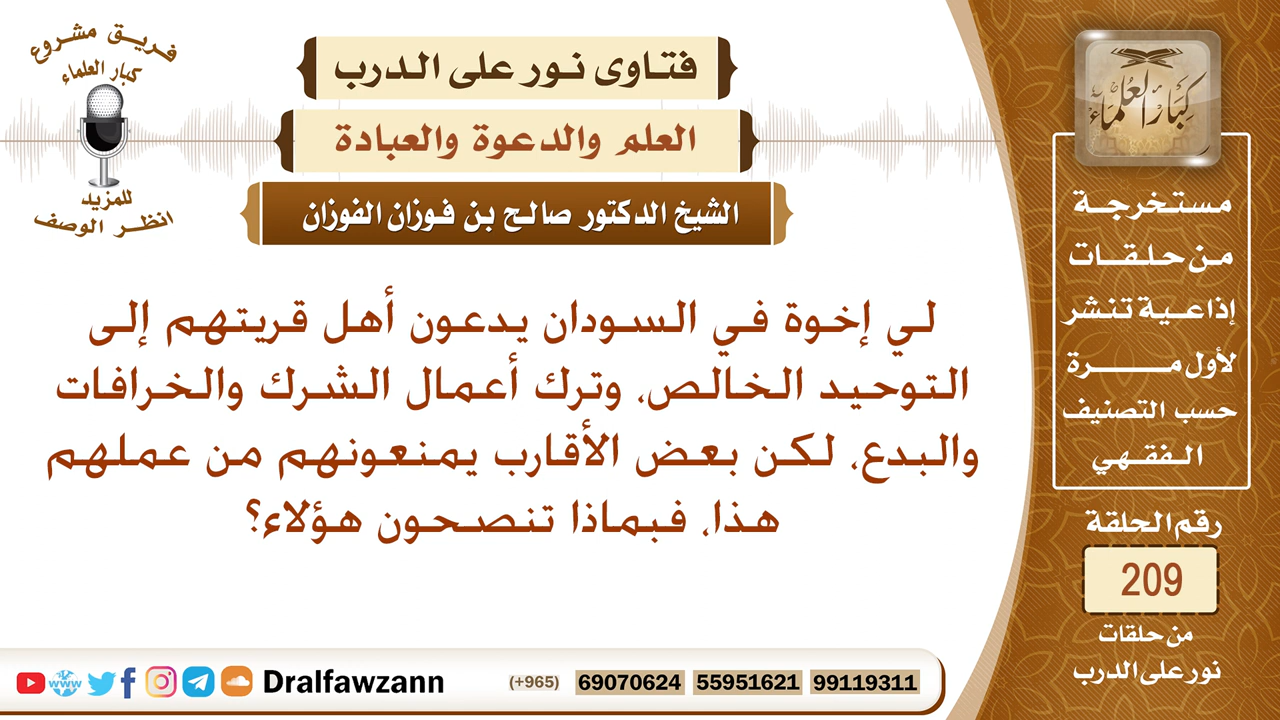 فريق مشروع
كبار العلماء
للمزيد
انظر الوصف
فتاوى نور على الدرب
العلم والدعوة والعبادة
الشيخ الدكتور صالح بن فوزان الفوزان
لي إخوة في السودان يدعون أهل قريتهم إلى
التوحيد الخالص، وترك أعمال الشرك والخرافات
والبدع، لكن بعض الأقارب يمنعونهم من عملهم
هذا، فبماذا تنصحون هؤلاء؟
كبار العلماء
مستخرجة
من حلقات
إذاعية تنشر
لأول مرة
حسب التصنيف
الفقهي
رقم الحلقة
209
من حلقات
نور على الدرب
www Dralfawzann (+965) 69070624 55951621 99119311